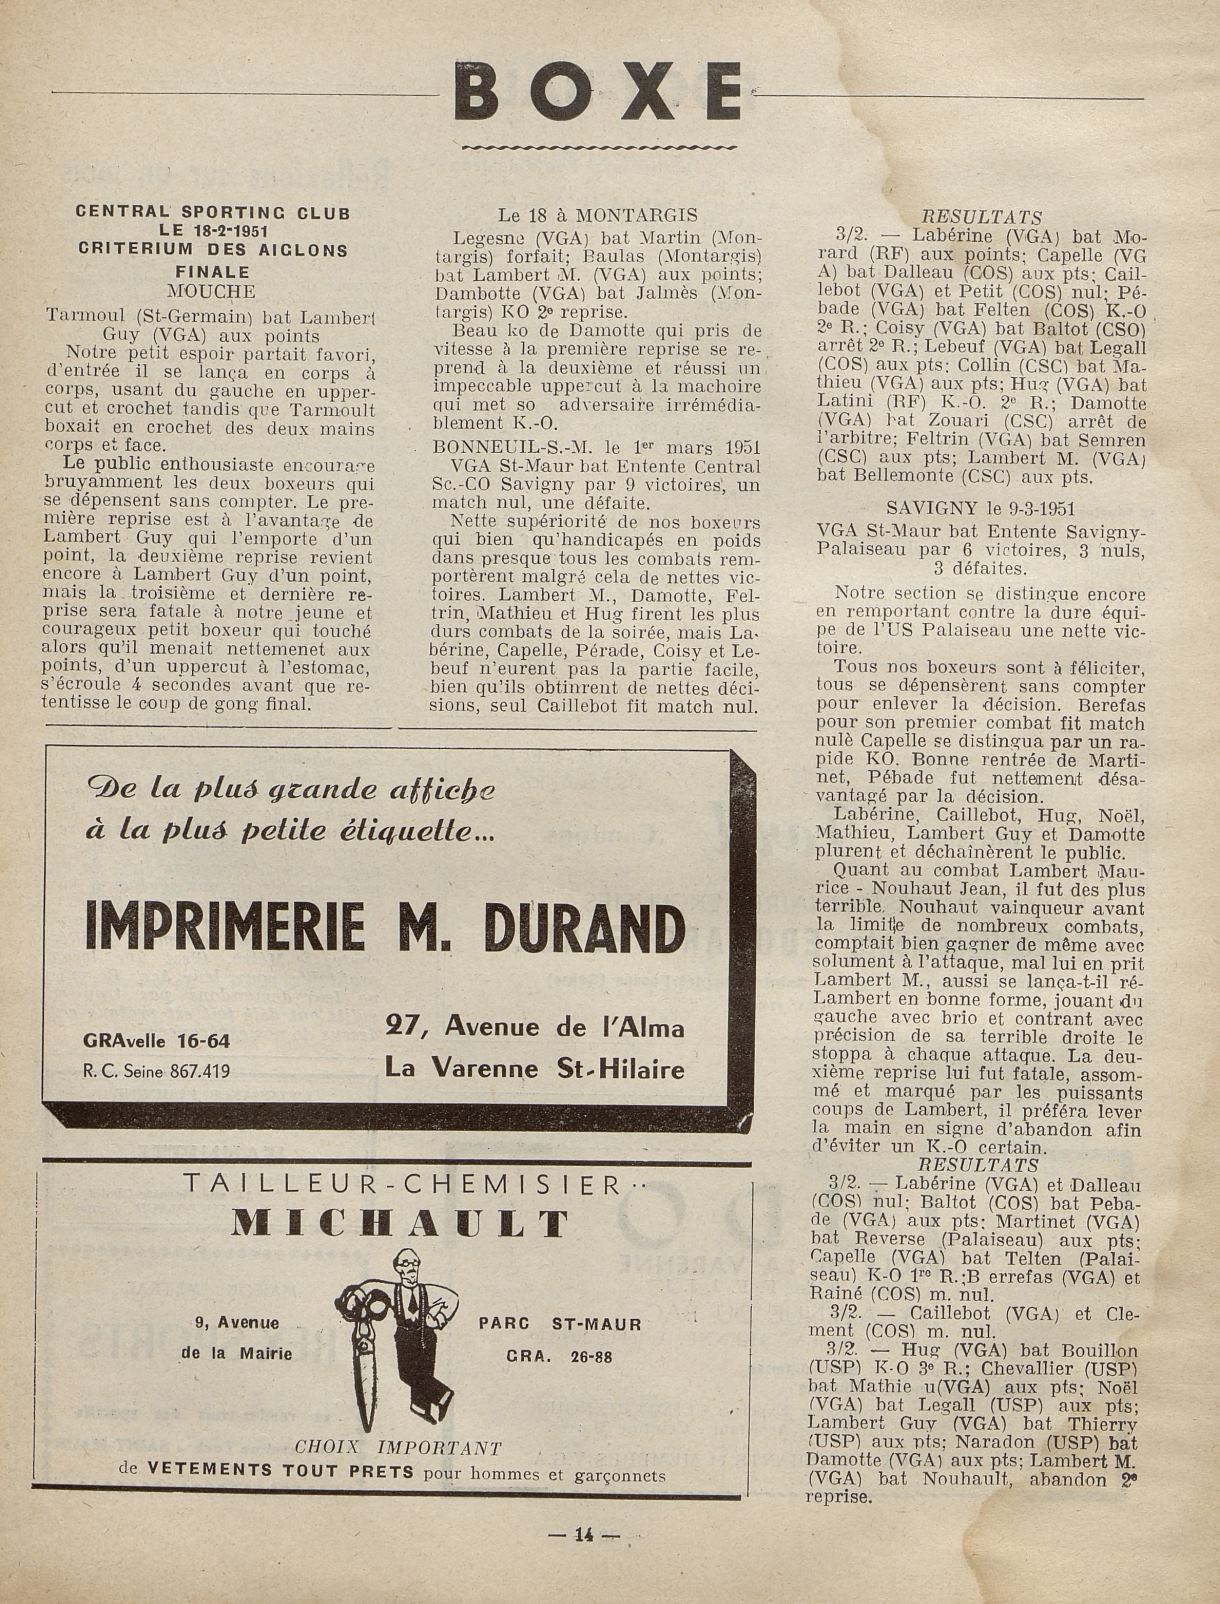 BOXE
CENTRAL SPORTING CLUB
LE 18-2-1951
CRITERIUM DES AIGLONS
FINALE
MOUCHE
Tarmoul (St-Germain) bat Lambert
Guy (VGA) aux points
Notre petit espoir partait favori,
d'entrée il se lança en corps à
corps, usant du gauche en upper-
cut et crochet tandis que Tarmoult
boxait en crochet des deux mains
corps et face.
Le public enthousiaste encourage
bruyamment les deux boxeurs qui
se dépensent sans compter. Le pre-
mière reprise est à l'avantage de
Lambert Guy qui l'emporte d'un
point, la deuxième reprise revient
encore à Lambert Guy d'un point,
mais la troisième et dernière re-
prise sera fatale à notre jeune et
courageux petit boxeur qui touché
alors qu'il menait nettemenet aux
points, d'un uppercut à l'estomac,
s'écroule 4 secondes avant que re-
tentisse le coup de gong final.
Le 18 à MONTARGIS
Legesne (VGA) bat Martin (Mon-
targis) forfait; Baulas (Montargis)
bat Lambert M. (VGA) aux points;
Dambotte (VGA) bat Jalmès (Mon-
targis) KO 2e reprise.
Beau ko de Damotte qui pris de
vitesse à la première reprise se re-
prend à la deuxième et réussi un
impeccable uppercut à la machoire
qui met so adversaire irrémédia-
blement K.-O.
BONNEUIL-S.-M. le 1er mars 1951
VGA St-Maur bat Entente Central
Sc.-CO Savigny par 9 victoires, un
match nul, une défaite.
Nette supériorité de nos boxeurs
qui bien qu'handicapés en poids
dans presque tous les combats rem-
portèrent malgré cela de nettes vic-
toires. Lambert M., Damotte, Fel-
trin, Mathieu et Hug firent les plus
durs combats de la soirée, mais La-
bérine, Capelle, Pérade, Coisy et Le-
beuf n'eurent pas la partie facile,
bien qu'ils obtinrent de nettes déci-
sions, seul Caillebot fit match nul.
RESULTATS
3/2. — Labérine (VGA) bat Mo-
rard (RF) aux points; Capelle (VG
A) bat Dalleau (COS) aux pts; Cail-
lebot (VGA) et Petit (COS) nul; Pé-
bade (VGA) bat Felten (COS) K.-O
2e R.; Coisy (VGA) bat Baltot (CSO)
arrêt 2e R.; Lebeuf (VGA) bat Legall
(COS) aux pts: Collin (CSC) bat Ma-
thieu (VGA) aux pts; Hug (VGA) bat
Latini (RF) K.-O. 2e R.; Damotte
(VGA) bat Zouari (CSC) arrêt de
l'arbitre; Feltrin (VGA) bat Semren
(CSC) aux pts; Lambert M. (VGA)
bat Bellemonte (CSC) aux pts.
SAVIGNY le 9-3-1951
VGA St-Maur bat Entente Savigny-
Palaiseau par 6 victoires, 3 nuls,
3 défaites.
Notre section se distingue encore
en remportant contre la dure équi-
pe de l'US Palaiseau une nette vic-
toire.
Tous nos boxeurs sont à féliciter,
tous se dépensèrent sans compter
pour enlever la décision. Berefas
pour son premier combat fit match
nulè Capelle se distingua par un ra-
pide KO. Bonne rentrée de Marti-
net, Pébade fut nettement désa-
vantagé par la décision.
Labérine, Caillebot, Hug, Noël,
Mathieu, Lambert Guy et Damotte
plurent et déchaînèrent le public.
Quant au combat Lambert Mau-
rice - Nouhaut Jean, il fut des plus
terrible. Nouhaut vainqueur avant
la limitle de nombreux combats,
comptait bien gagner de même avec
solument à l'attaque, mal lui en prit
Lambert M., aussi se lança-t-il ré-
Lambert en bonne forme, jouant du
gauche avec brio et contrant avec
précision de sa terrible droite le
stoppa à chaque attaque. La deu-
xième reprise lui fut fatale, assom-
mé et marqué par les puissants
coups de Lambert, il préféra lever
la main en signe d'abandon afin
d'éviter un K.-O certain.
RESULTATS
3/2. — Labérine (VGA) et Dalleau
(COS) nul; Baltot (COS) bat Peba-
de (VGA) aux pts; Martinet (VGA)
bat Reverse (Palaiseau) aux pts;
Capelle (VGA) bat Telten (Palai-
seau) K-O 1re R.;B errefas (VGA) et
Rainé (COS) m. nul.
3/2. — Caillebot (VGA) et Cle-
ment (COS) m. nul.
3/2. — Hug (VGA) bat Bouillon
(USP) K-O 3e R.; Chevallier (USP)
bat Mathie u(VGA) aux pts; Noël
(VGA) bat Legall (USP) aux pts;
Lambert Guy (VGA) bat Thierry
(USP) aux pts; Naradon (USP) bat
Damotte (VGA) aux pts; Lambert M.
(VGA) bat Nouhault, abandon 2e
reprise.
De la plus grande affiche
à la plus petite étiquette...
IMPRIMERIE M. DURAND
27, Avenue de l'Alma
GRAvelle 16-64
R. C. Seine 867.419
La Varenne St-Hilaire
TAILLEUR-CHEMISIER
MICHAULT
9, Avenue
de la Mairie
PARC ST-MAUR
GRA. 26-88
CHOIX IMPORTANT
de VETEMENTS TOUT PRETS pour hommes et garçonnets
— 14 —